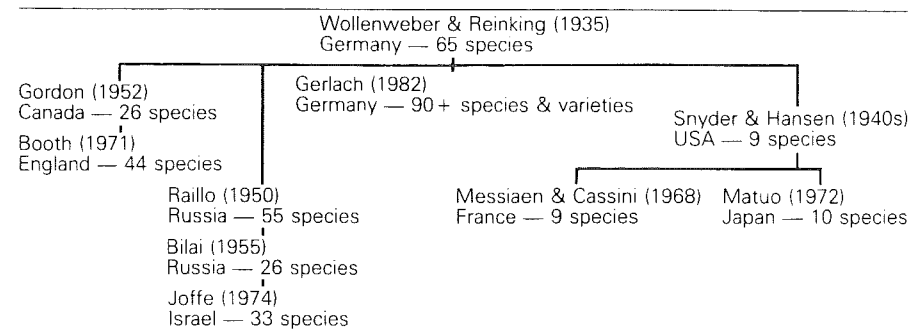 Wollenweber & Reinking (1935)
Germany — 65 species
Gordon (1952)
Canada — 26 species
Booth (1971)
England — 44 species
Gerlach (1982)
Germany — 90+ species & varieties
Snyder & Hansen (1940s)
USA — 9 species
Raillo (1950)
Russia — 55 species
Bilai (1955)
Russia — 26 species
Joffe (1974)
Israel — 33 species
Messiaen & Cassini (1968)
France — 9 species
Matuo (1972)
Japan — 10 species